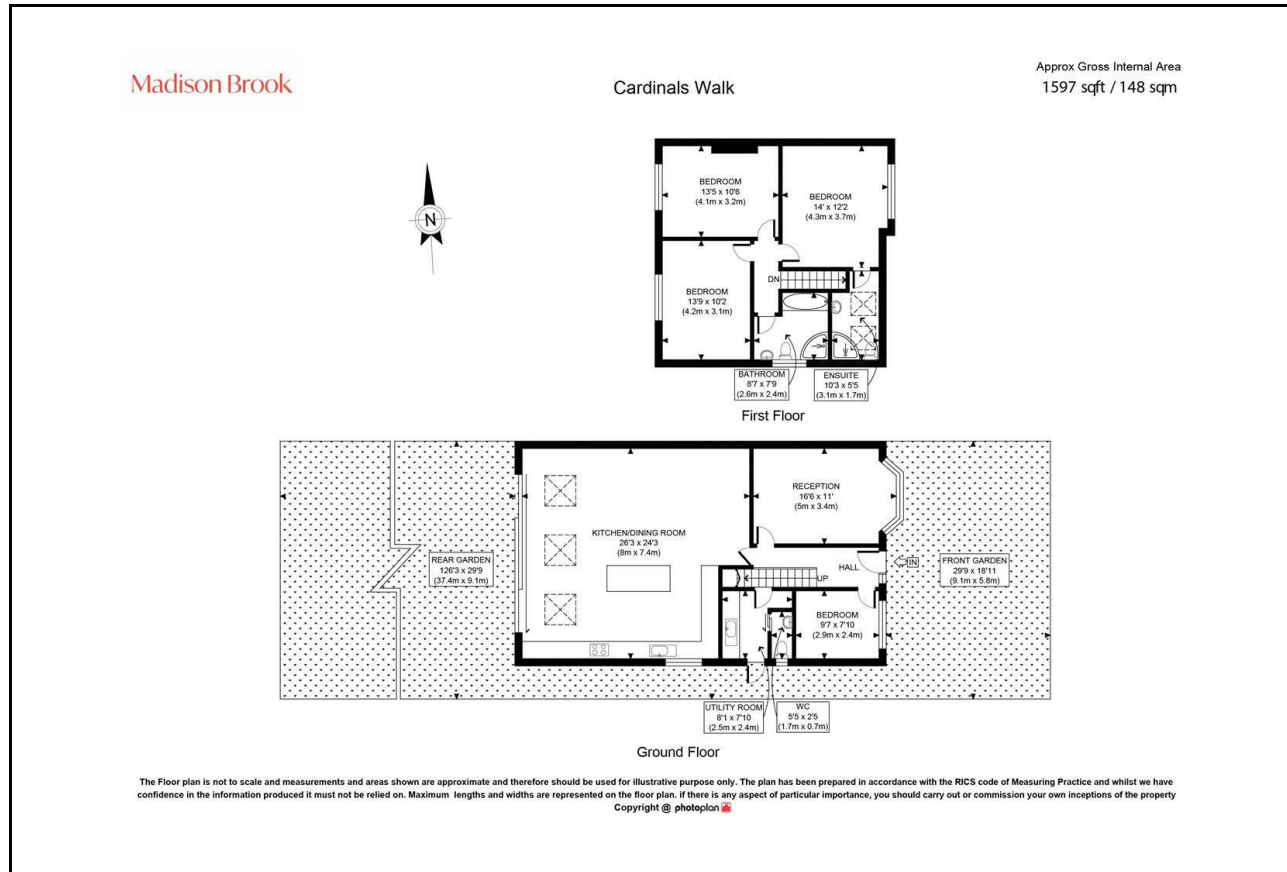 Madison Brook
Cardinals Walk
Approx Gross Internal Area
1597 sqft / 148 sqm
N
BEDROOM
13'5 x 10'6
(4.1m x 3.2m)
BEDROOM
14' x 12'2
(4.3m x 3.7m)
BEDROOM
13'9 x 10'2
(4.2m x 3.1m)
DN
BATHROOM
8'7 x 7'9
(2.6m x 2.4m)
ENSUITE
10'3 x 5'5
(3.1m x 1.7m)
First Floor
RECEPTION
16'6 x 11'
(5m x 3.4m)
KITCHEN/DINING ROOM
26'3 x 24'3
(8m x 7.4m)
REAR GARDEN
126'3 x 29'9
(37.4m x 9.1m)
HALL
IN
FRONT GARDEN
29'9 x 18'11
(9.1m x 5.8m)
UP
BEDROOM
9'7 x 7'10
(2.9m x 2.4m)
UTILITY ROOM
8'1 x 7'10
(2.5m x 2.4m)
WC
5'5 x 2'5
(1.7m x 0.7m)
Ground Floor
The Floor plan is not to scale and measurements and areas shown are approximate and therefore should be used for illustrative purpose only. The plan has been prepared in accordance with the RICS code of Measuring Practice and whilst we have
confidence in the information produced it must not be relied on. Maximum lengths and widths are represented on the floor plan. if there is any aspect of particular importance, you should carry out or commission your own inceptions of the property
Copyright @ photoplan